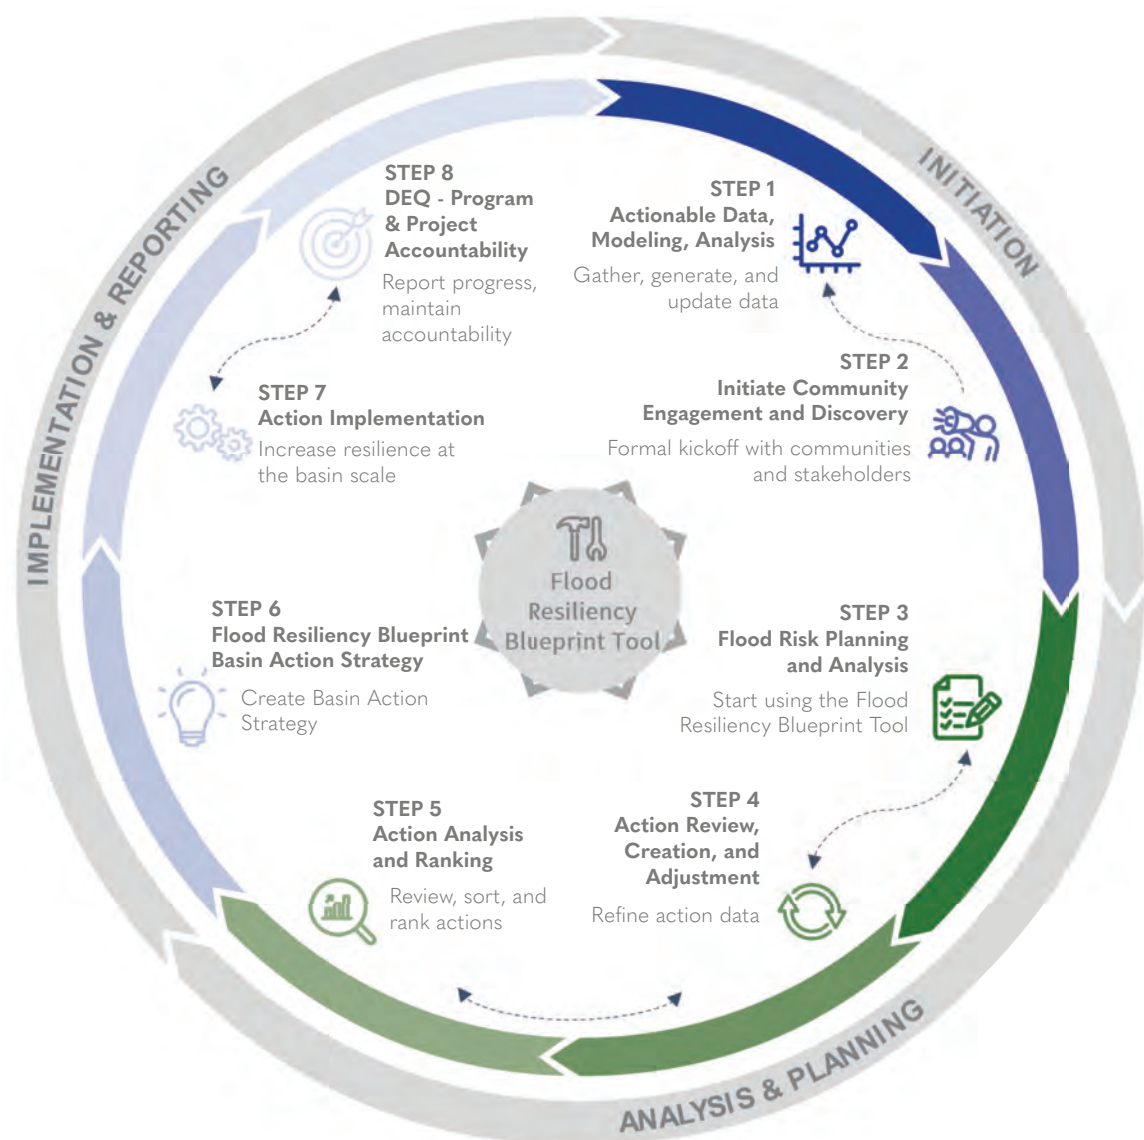 INITIATION
ANALYSIS & PLANNING
IMPLEMENTATION & REPORTING
STEP 1
Actionable Data,
Modeling, Analysis
Gather, generate, and
update data
STEP 2
Initiate Community
Engagement and Discovery
Formal kickoff with communities
and stakeholders
STEP 3
Flood Risk Planning
and Analysis
Start using the Flood
Resiliency Blueprint Tool
STEP 4
Action Review,
Creation, and
Adjustment
Refine action data
STEP 5
Action Analysis
and Ranking
Review, sort, and
rank actions
STEP 6
Flood Resiliency Blueprint
Basin Action Strategy
Create Basin Action
Strategy
STEP 7
Action Implementation
Increase resilience at
the basin scale
STEP 8
DEQ - Program
& Project
Accountability
Report progress,
maintain
accountability
Flood
Resiliency
Blueprint Tool